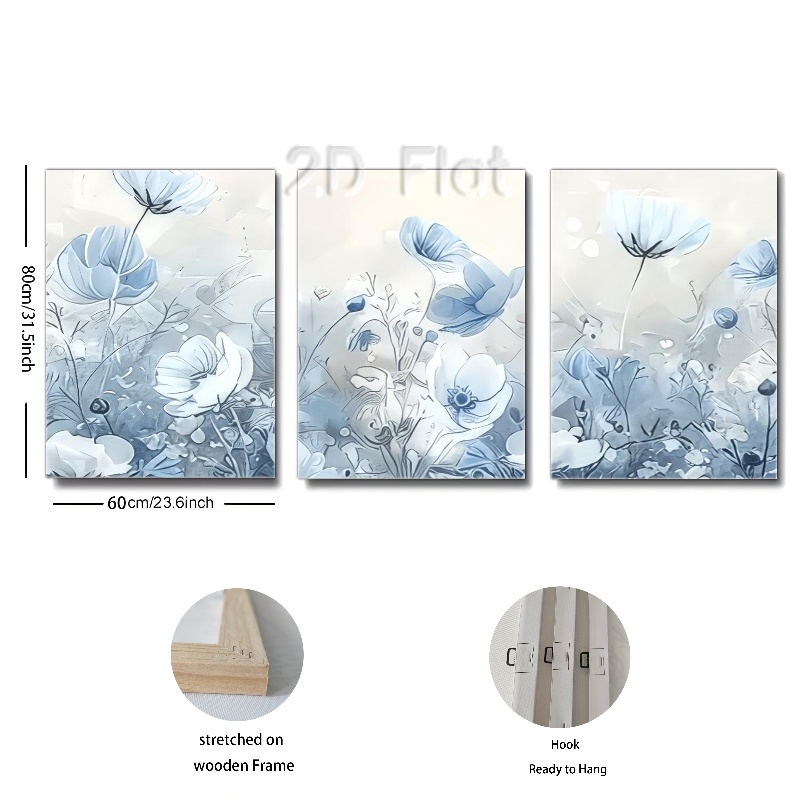 2D Flat
80cm/31.5inch
60cm/23.6inch
stretched on
wooden Frame
Hook
Ready to Hang